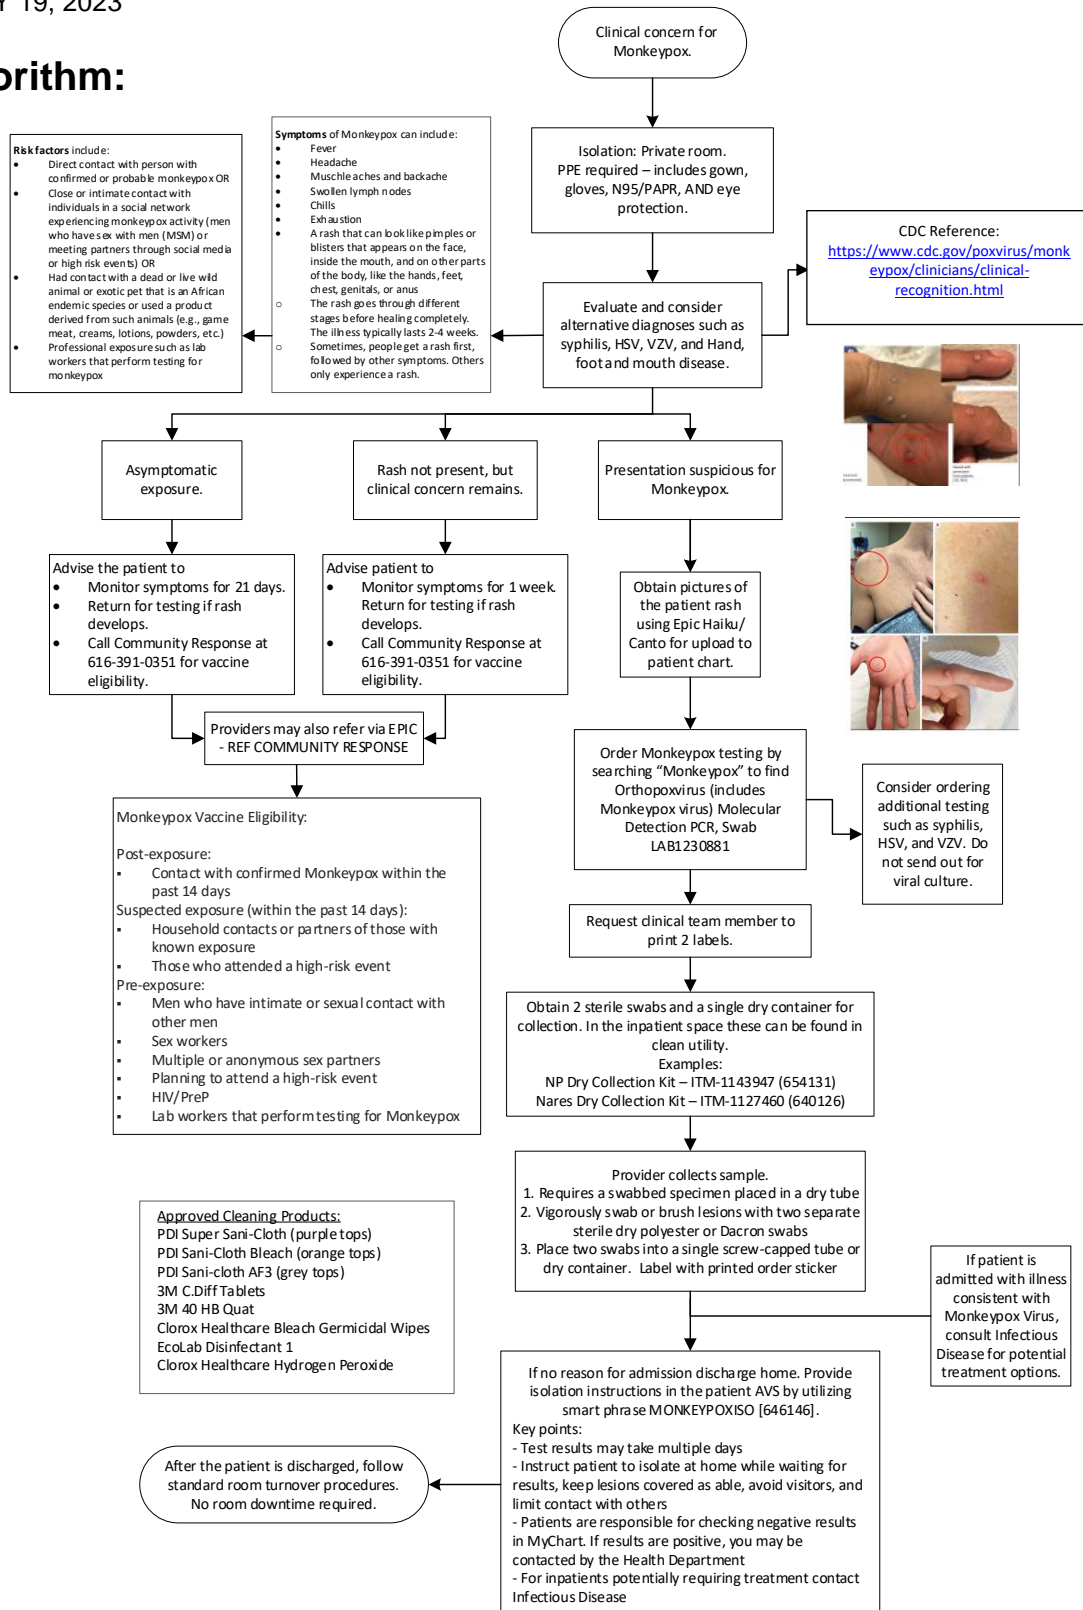 Y 19, 2023
orithm:
Clinical concern for
Monkeypox.
Isolation: Private room.
PPE required – includes gown,
gloves, N95/PAPR, AND eye
protection.
Risk factors include:
• Direct contact with person with
confirmed or probable monkeypox OR
• Close or intimate contact with
individuals in a social network
experiencing monkeypox activity (men
who have sex with men (MSM) or
meeting partners through social media
or high risk events) OR
• Had contact with a dead or live wild
animal or exotic pet that is an African
endemic species or used a product
derived from such animals (e.g., game
meat, creams, lotions, powders, etc.)
• Professional exposure such as lab
workers that perform testing for
monkeypox
Symptoms of Monkeypox can include:
• Fever
• Headache
• Muschle aches and backache
• Swollen lymph nodes
• Chills
• Exhaustion
• A rash that can look like pimples or
blisters that appears on the face,
inside the mouth, and on other parts
of the body, like the hands, feet,
chest, genitals, or anus
○ The rash goes through different
stages before healing completely.
The illness typically lasts 2-4 weeks.
○ Sometimes, people get a rash first,
followed by other symptoms. Others
only experience a rash.
Evaluate and consider
alternative diagnoses such as
syphilis, HSV, VZV, and Hand,
foot and mouth disease.
CDC Reference:
https://www.cdc.gov/poxvirus/monk
eypox/clinicians/clinical-
recognition.html
Asymptomatic
exposure.
Rash not present, but
clinical concern remains.
Presentation suspicious for
Monkeypox.
Advise the patient to
• Monitor symptoms for 21 days.
• Return for testing if rash
develops.
• Call Community Response at
616-391-0351 for vaccine
eligibility.
Advise patient to
• Monitor symptoms for 1 week.
Return for testing if rash
develops.
• Call Community Response at
616-391-0351 for vaccine
eligibility.
Obtain pictures of
the patient rash
using Epic Haiku/
Canto for upload to
patient chart.
Providers may also refer via EPIC
- REF COMMUNITY RESPONSE
Order Monkeypox testing by
searching “Monkeypox” to find
Orthopoxvirus (includes
Monkeypox virus) Molecular
Detection PCR, Swab
LAB1230881
Consider ordering
additional testing
such as syphilis,
HSV, and VZV. Do
not send out for
viral culture.
Monkeypox Vaccine Eligibility:
Post-exposure:
▪ Contact with confirmed Monkeypox within the
past 14 days
Suspected exposure (within the past 14 days):
▪ Household contacts or partners of those with
known exposure
▪ Those who attended a high-risk event
Pre-exposure:
▪ Men who have intimate or sexual contact with
other men
▪ Sex workers
▪ Multiple or anonymous sex partners
▪ Planning to attend a high-risk event
▪ HIV/PreP
▪ Lab workers that perform testing for Monkeypox
Request clinical team member to
print 2 labels.
Obtain 2 sterile swabs and a single dry container for
collection. In the inpatient space these can be found in
clean utility.
Examples:
NP Dry Collection Kit – ITM-1143947 (654131)
Nares Dry Collection Kit – ITM-1127460 (640126)
Provider collects sample.
1. Requires a swabbed specimen placed in a dry tube
2. Vigorously swab or brush lesions with two separate
sterile dry polyester or Dacron swabs
3. Place two swabs into a single screw-capped tube or
dry container. Label with printed order sticker
Approved Cleaning Products:
PDI Super Sani-Cloth (purple tops)
PDI Sani-Cloth Bleach (orange tops)
PDI Sani-cloth AF3 (grey tops)
3M C.Diff Tablets
3M 40 HB Quat
Clorox Healthcare Bleach Germicidal Wipes
EcoLab Disinfectant 1
Clorox Healthcare Hydrogen Peroxide
If patient is
admitted with illness
consistent with
Monkeypox Virus,
consult Infectious
Disease for potential
treatment options.
If no reason for admission discharge home. Provide
isolation instructions in the patient AVS by utilizing
smart phrase MONKEYPOXISO [646146].
Key points:
- Test results may take multiple days
- Instruct patient to isolate at home while waiting for
results, keep lesions covered as able, avoid visitors, and
limit contact with others
- Patients are responsible for checking negative results
in MyChart. If results are positive, you may be
contacted by the Health Department
- For inpatients potentially requiring treatment contact
Infectious Disease
After the patient is discharged, follow
standard room turnover procedures.
No room downtime required.